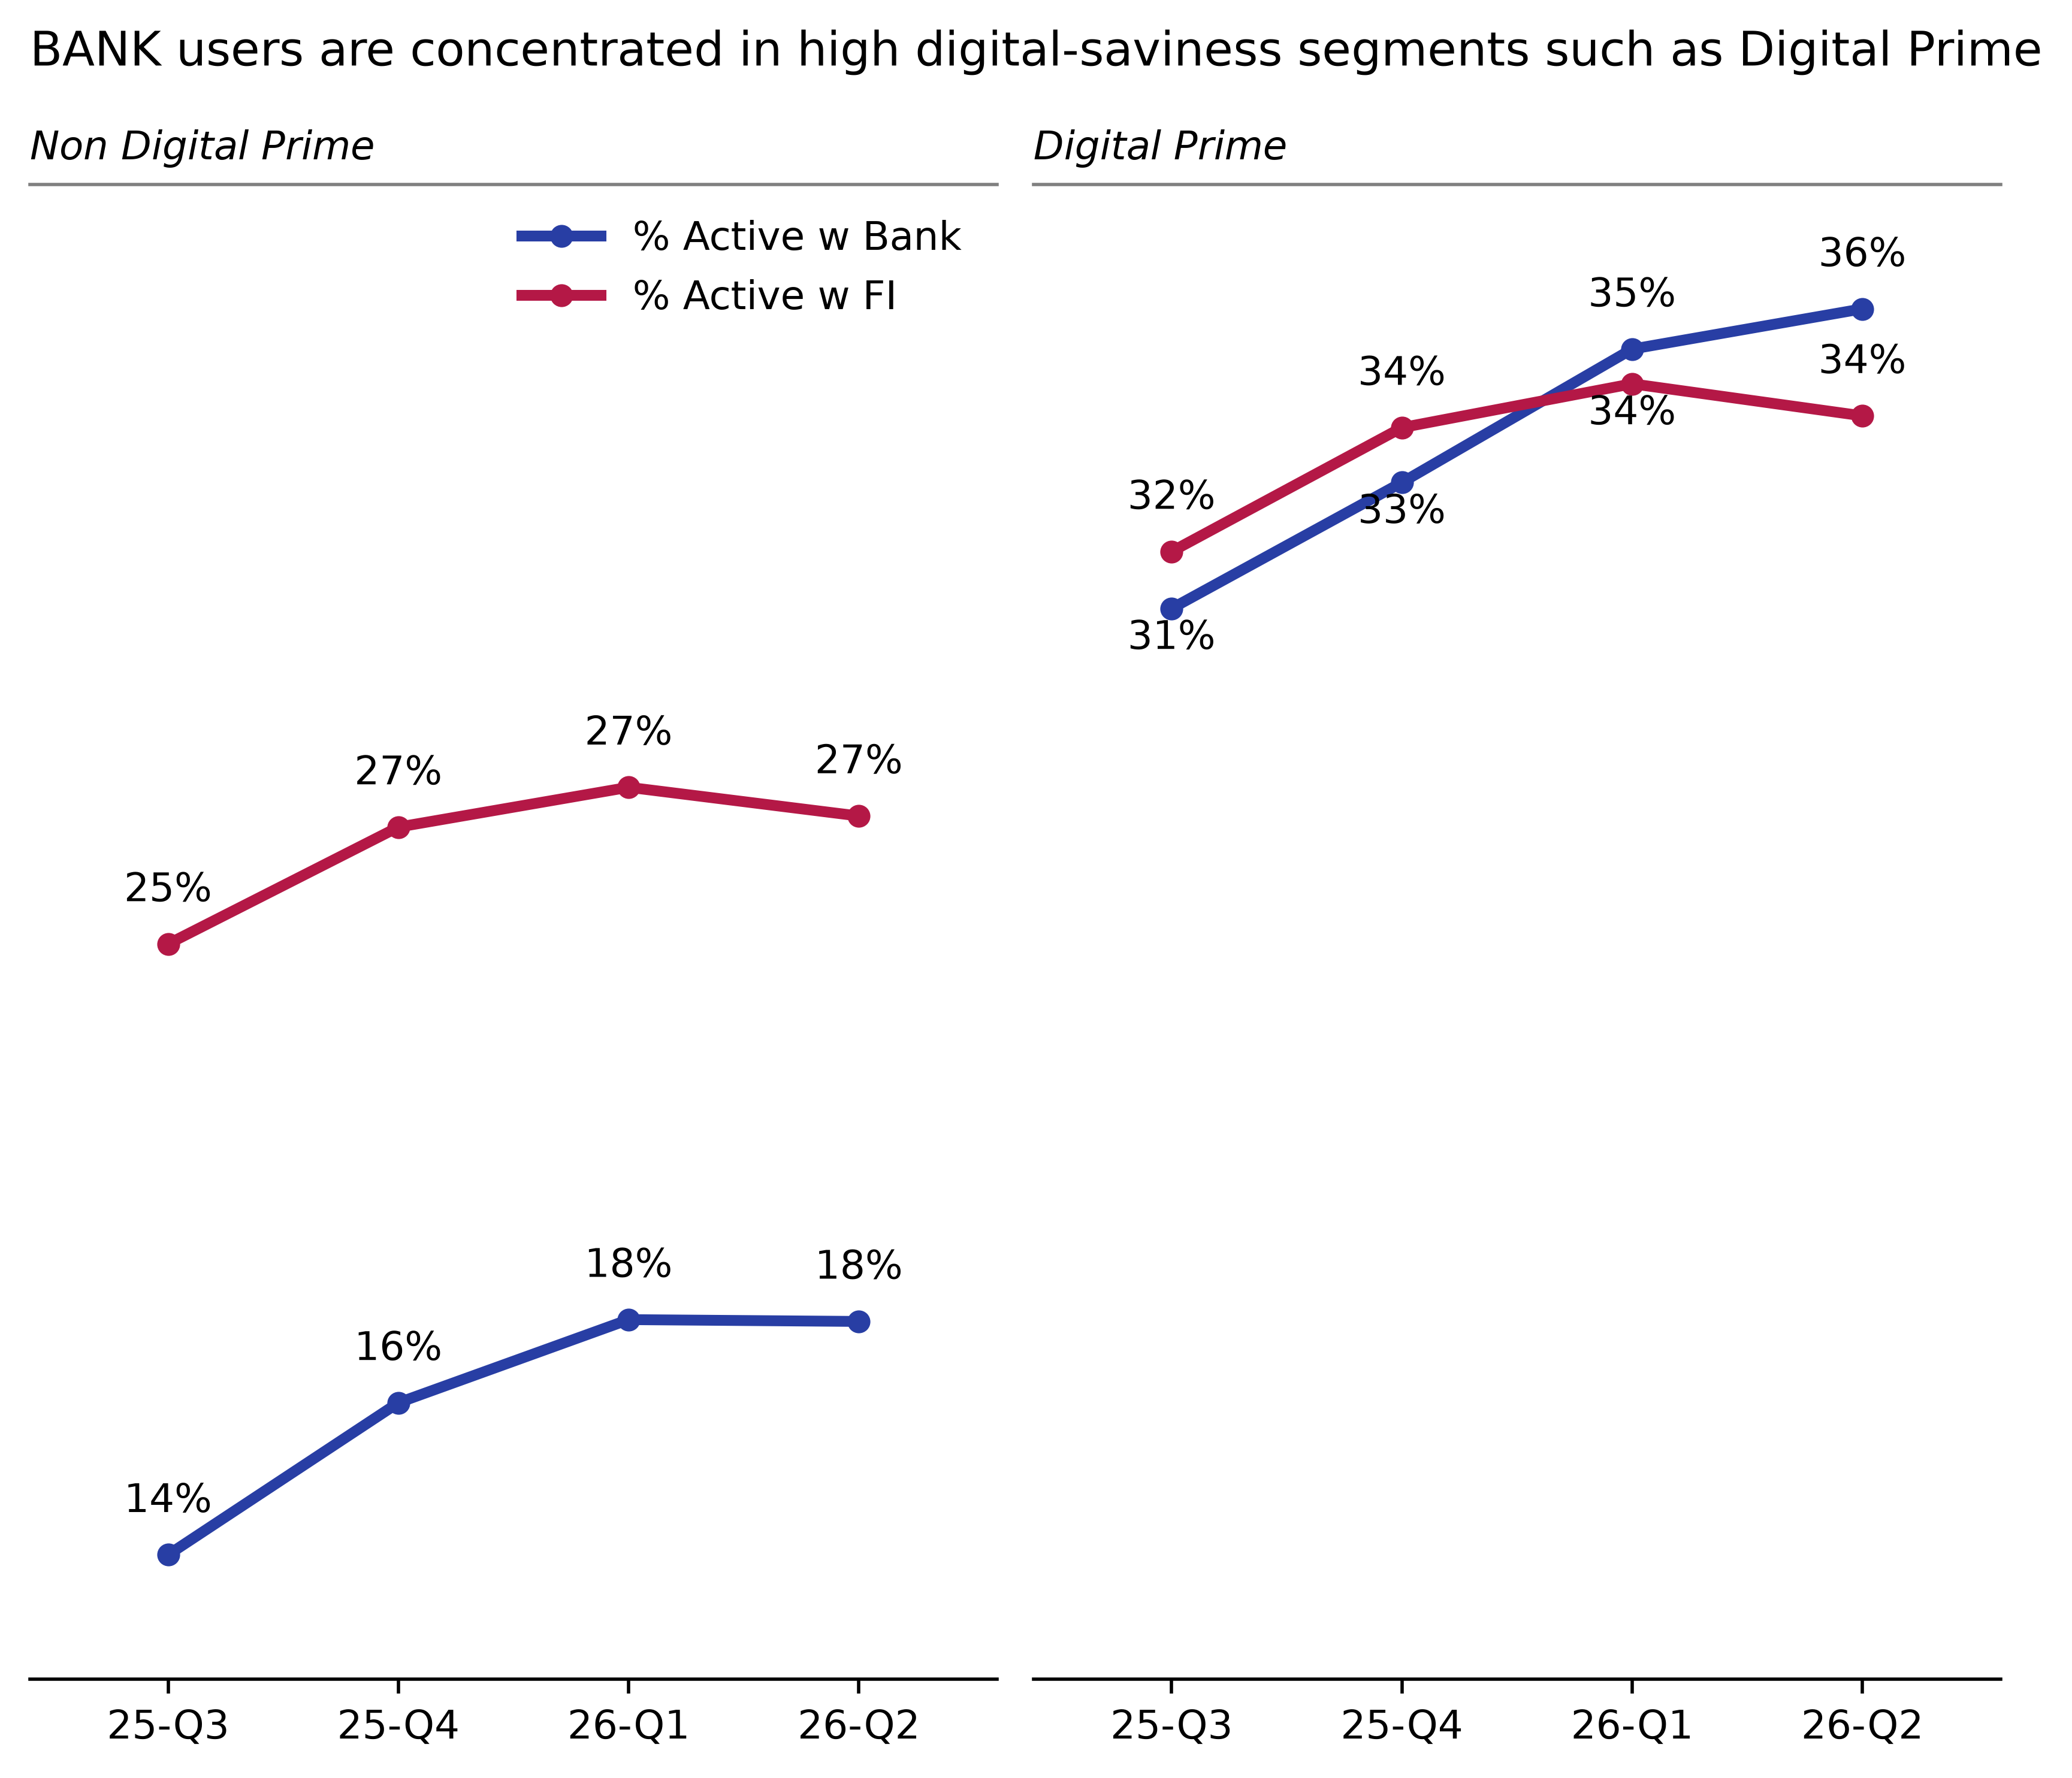 BANK users are concentrated in high digital-saviness segments such as Digital Prime
Non Digital Prime
% Active w Bank
% Active w FI
27%
27%
27%
25%
18%
18%
16%
14%
25-Q3
25-Q4
26-Q1
26-Q2
Digital Prime
36%
35%
34%
34%
34%
32%
33%
31%
25-Q3
25-Q4
26-Q1
26-Q2